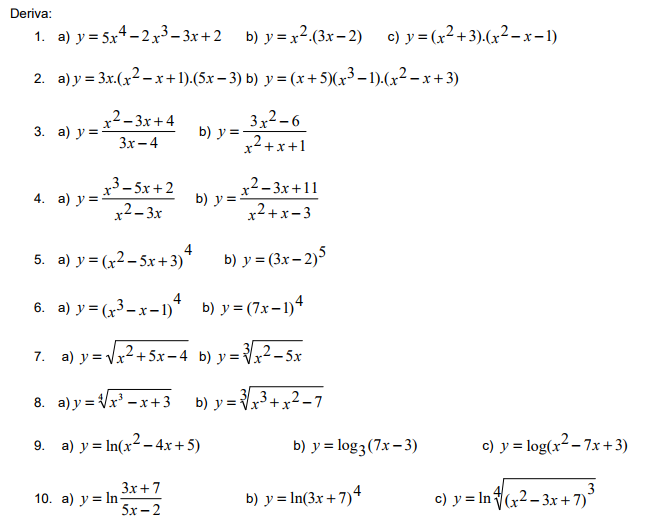 Deriva:
1. a) y = 5x⁴ – 2x³ – 3x + 2 b) y = x².(3x – 2) c) y = (x² + 3).(x² – x – 1)
2. a) y = 3x.(x² – x + 1).(5x – 3) b) y = (x + 5)(x³ – 1).(x² – x + 3)
3. a) y = (x² – 3x + 4)/(3x – 4) b) y = (3x² – 6)/(x² + x + 1)
4. a) y = (x³ – 5x + 2)/(x² – 3x) b) y = (x² – 3x + 11)/(x² + x – 3)
5. a) y = (x² – 5x + 3)⁴ b) y = (3x – 2)⁵
6. a) y = (x³ – x – 1)⁴ b) y = (7x – 1)⁴
7. a) y = √(x² + 5x – 4) b) y = ∛(x² – 5x)
8. a) y = ∜(x³ – x + 3) b) y = ∛(x³ + x² – 7)
9. a) y = ln(x² – 4x + 5) b) y = log₃(7x – 3) c) y = log(x² – 7x + 3)
10. a) y = ln (3x + 7)/(5x – 2) b) y = ln(3x + 7)⁴ c) y = ln ∜((x² – 3x + 7)³)